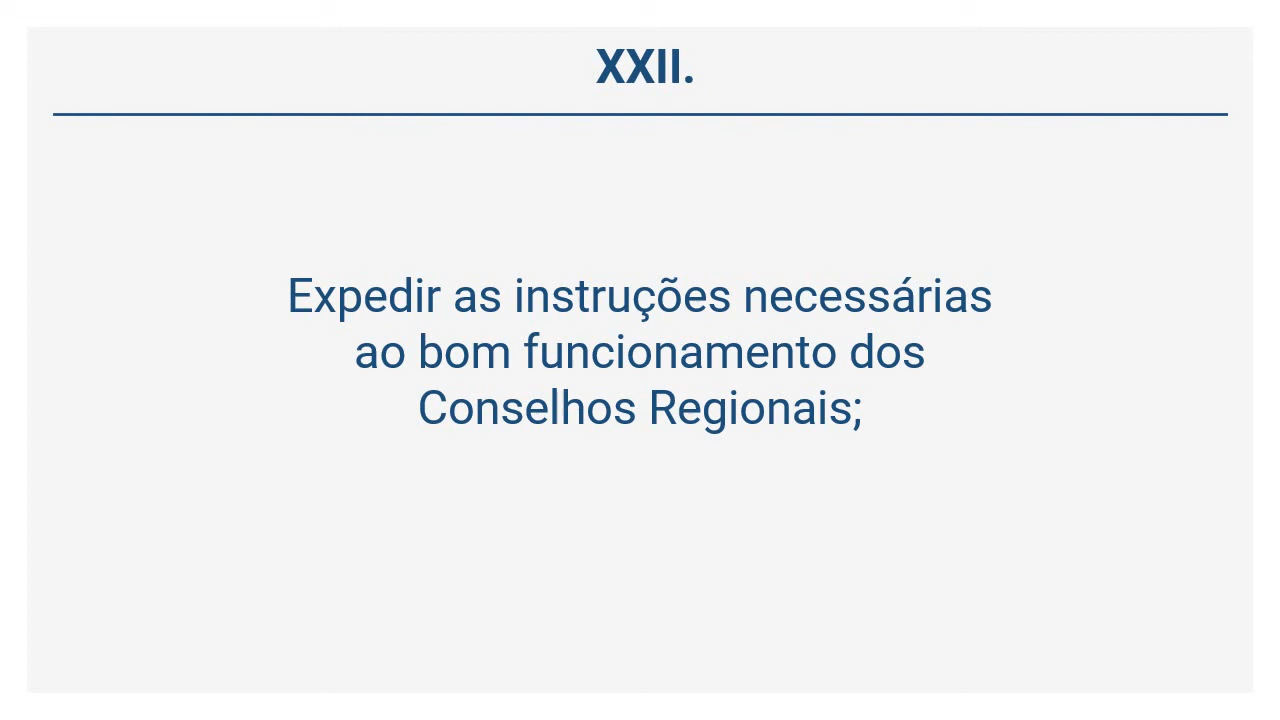 XXII.
Expedir as instruções necessárias
ao bom funcionamento dos
Conselhos Regionais;